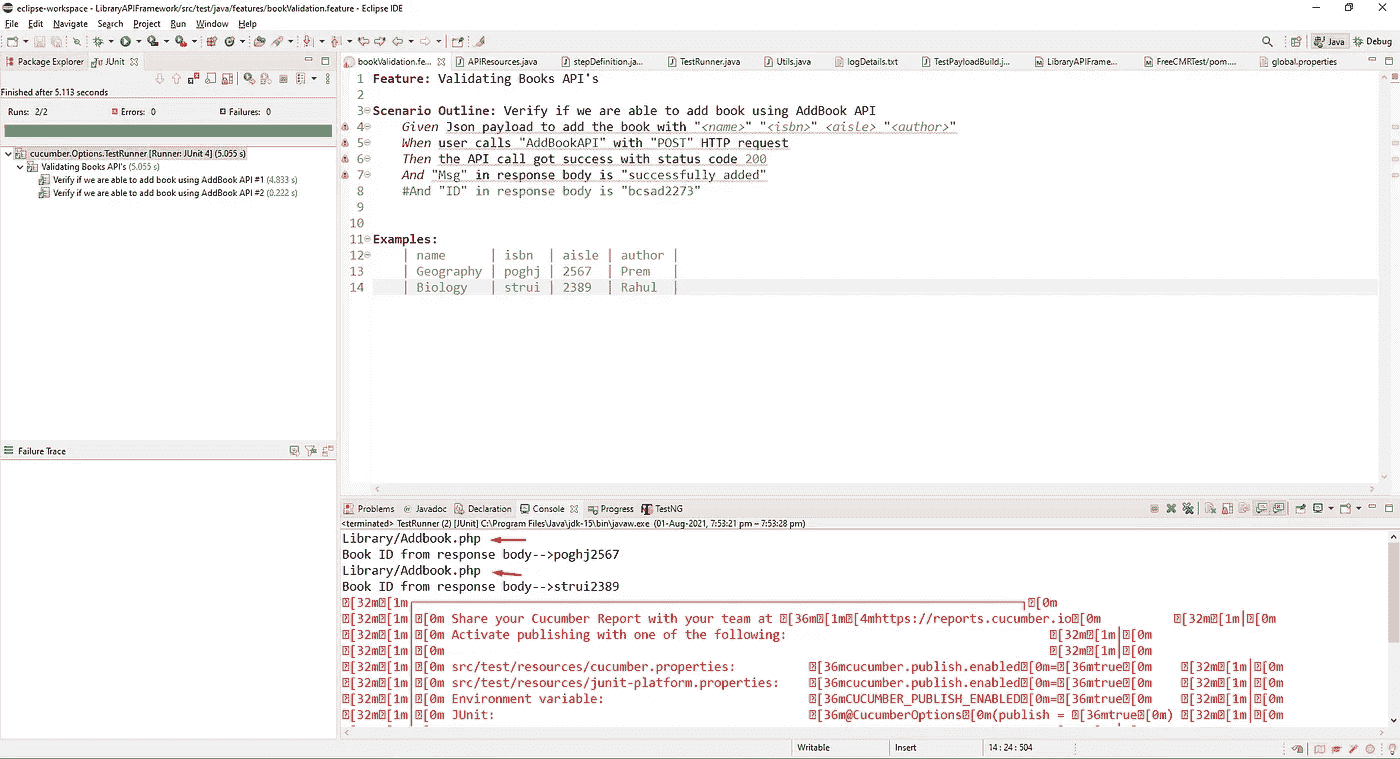 eclipse-workspace - LibraryAPIFramework/src/test/java/features/bookValidation.feature - Eclipse IDE
File Edit Navigate Search Project Run Window Help
Java Debug
Package Explorer JUnit
Finished after 5.113 seconds
Runs: 2/2 Errors: 0 Failures: 0
cucumber.Options.TestRunner [Runner: JUnit 4] (5.055 s)
Validating Books API's (5.055 s)
Verify if we are able to add book using AddBook API #1 (4.833 s)
Verify if we are able to add book using AddBook API #2 (0.222 s)
Failure Trace
bookValidation.fe... APIResources.java stepDefinition.ja... TestRunner.java Utils.java logDetails.txt TestPayloadBuild.j... LibraryAPIFrame... FreeCMRTest/pom.... global.properties
1 Feature: Validating Books API's
2
3 Scenario Outline: Verify if we are able to add book using AddBook API
4 Given Json payload to add the book with "<name>" "<isbn>" <aisle> "<author>"
5 When user calls "AddBookAPI" with "POST" HTTP request
6 Then the API call got success with status code 200
7 And "Msg" in response body is "successfully added"
8 #And "ID" in response body is "bcsad2273"
9
10
11 Examples:
12 | name | isbn | aisle | author |
13 | Geography | poghj | 2567 | Prem |
14 | Biology | strui | 2389 | Rahul |
Problems Javadoc Declaration Console Progress TestNG
<terminated> TestRunner (2) [JUnit] C:\Program Files\Java\jdk-15\bin\javaw.exe (01-Aug-2021, 7:53:21 pm – 7:53:28 pm)
Library/Addbook.php
Book ID from response body-->poghj2567
Library/Addbook.php
Book ID from response body-->strui2389
[32m[1m [0m
[32m[1m│[0m Share your Cucumber Report with your team at [36m[1m[4mhttps://reports.cucumber.io[0m [32m[1m│[0m
[32m[1m│[0m Activate publishing with one of the following: [32m[1m│[0m
[32m[1m│[0m [32m[1m│[0m
[32m[1m│[0m src/test/resources/cucumber.properties: [36mcucumber.publish.enabled[0m=[36mtrue[0m [32m[1m│[0m
[32m[1m│[0m src/test/resources/junit-platform.properties: [36mcucumber.publish.enabled[0m=[36mtrue[0m [32m[1m│[0m
[32m[1m│[0m Environment variable: [36mCUCUMBER_PUBLISH_ENABLED[0m=[36mtrue[0m [32m[1m│[0m
[32m[1m│[0m JUnit: [36m@CucumberOptions[0m(publish = [36mtrue[0m) [32m[1m│[0m
Writable Insert 14 : 24 : 504